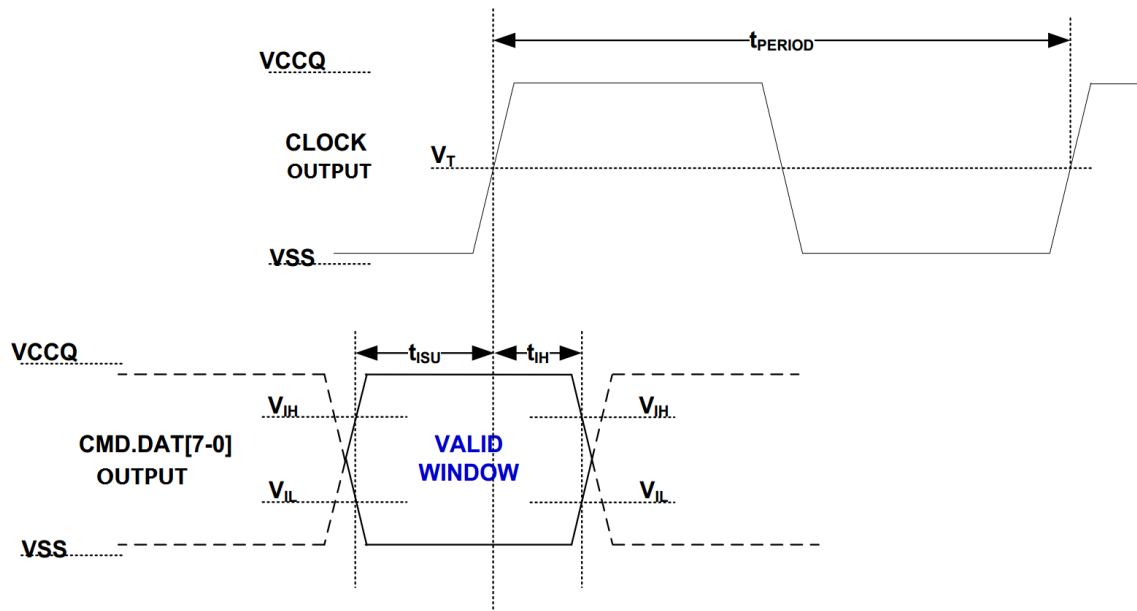 tPERIOD
VCCQ
CLOCK
OUTPUT
VT
VSS
VCCQ
tISU
tIH
VIH
VIH
CMD.DAT[7-0]
OUTPUT
VALID
WINDOW
VIL
VIL
VSS